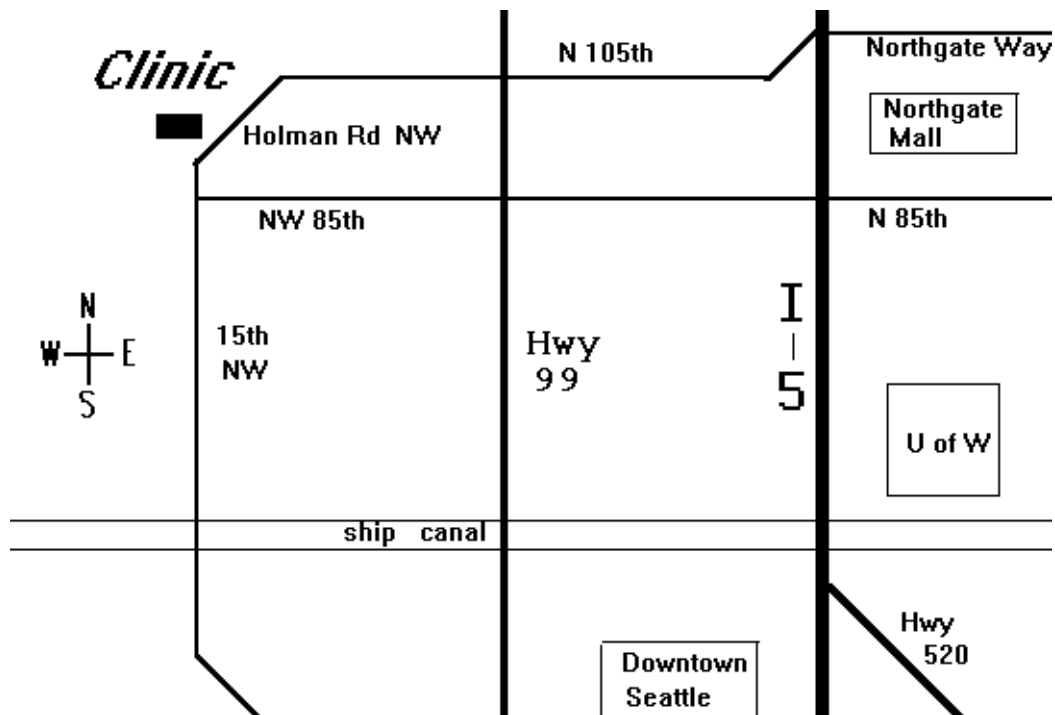 N 105th
Northgate Way
Clinic
Northgate
Mall
Holman Rd NW
NW 85th
N 85th
N
W E
S
15th
NW
Hwy
99
I
-
5
U of W
ship canal
Hwy
520
Downtown
Seattle